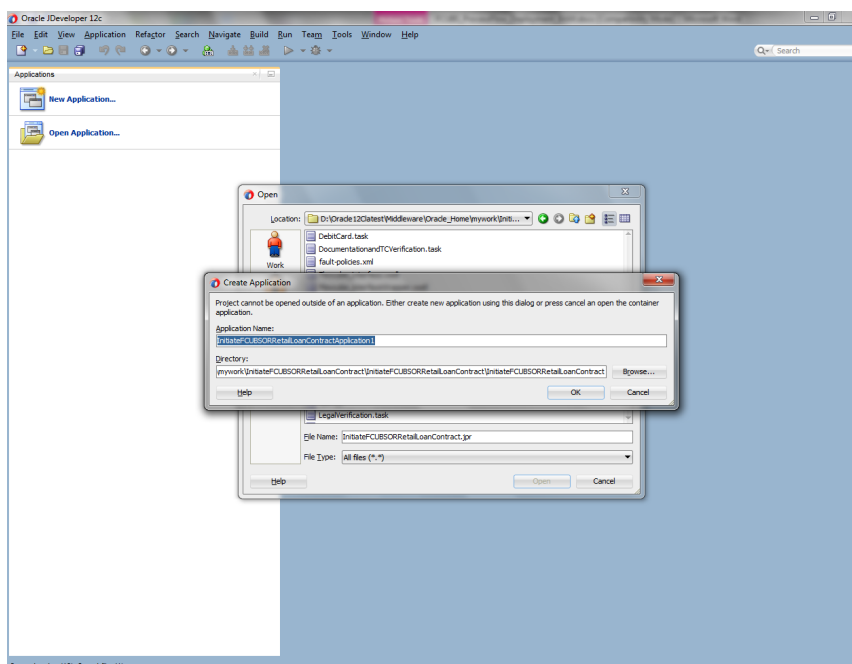 Oracle JDeveloper 12c
File Edit View Application Refactor Search Navigate Build Run Team Tools Window Help
Search
Applications
New Application...
Open Application...
Open
Location: D:\Oracle12Clatest\Middleware\Oracle_Home\mywork\Initi...
DebitCard.task
DocumentationandTCVerification.task
Work
fault-policies.xml
Create Application
Project cannot be opened outside of an application. Either create new application using this dialog or press cancel an open the container
application.
Application Name:
InitiateFCUBSORRetailLoanContractApplication1
Directory:
\mywork\InitiateFCUBSORRetailLoanContract\InitiateFCUBSORRetailLoanContract\InitiateFCUBSORRetailLoanContract Browse...
Help OK Cancel
LegalVerification.task
File Name: InitiateFCUBSORRetailLoanContract.jpr
File Type: All files (*.*)
Help Open Cancel